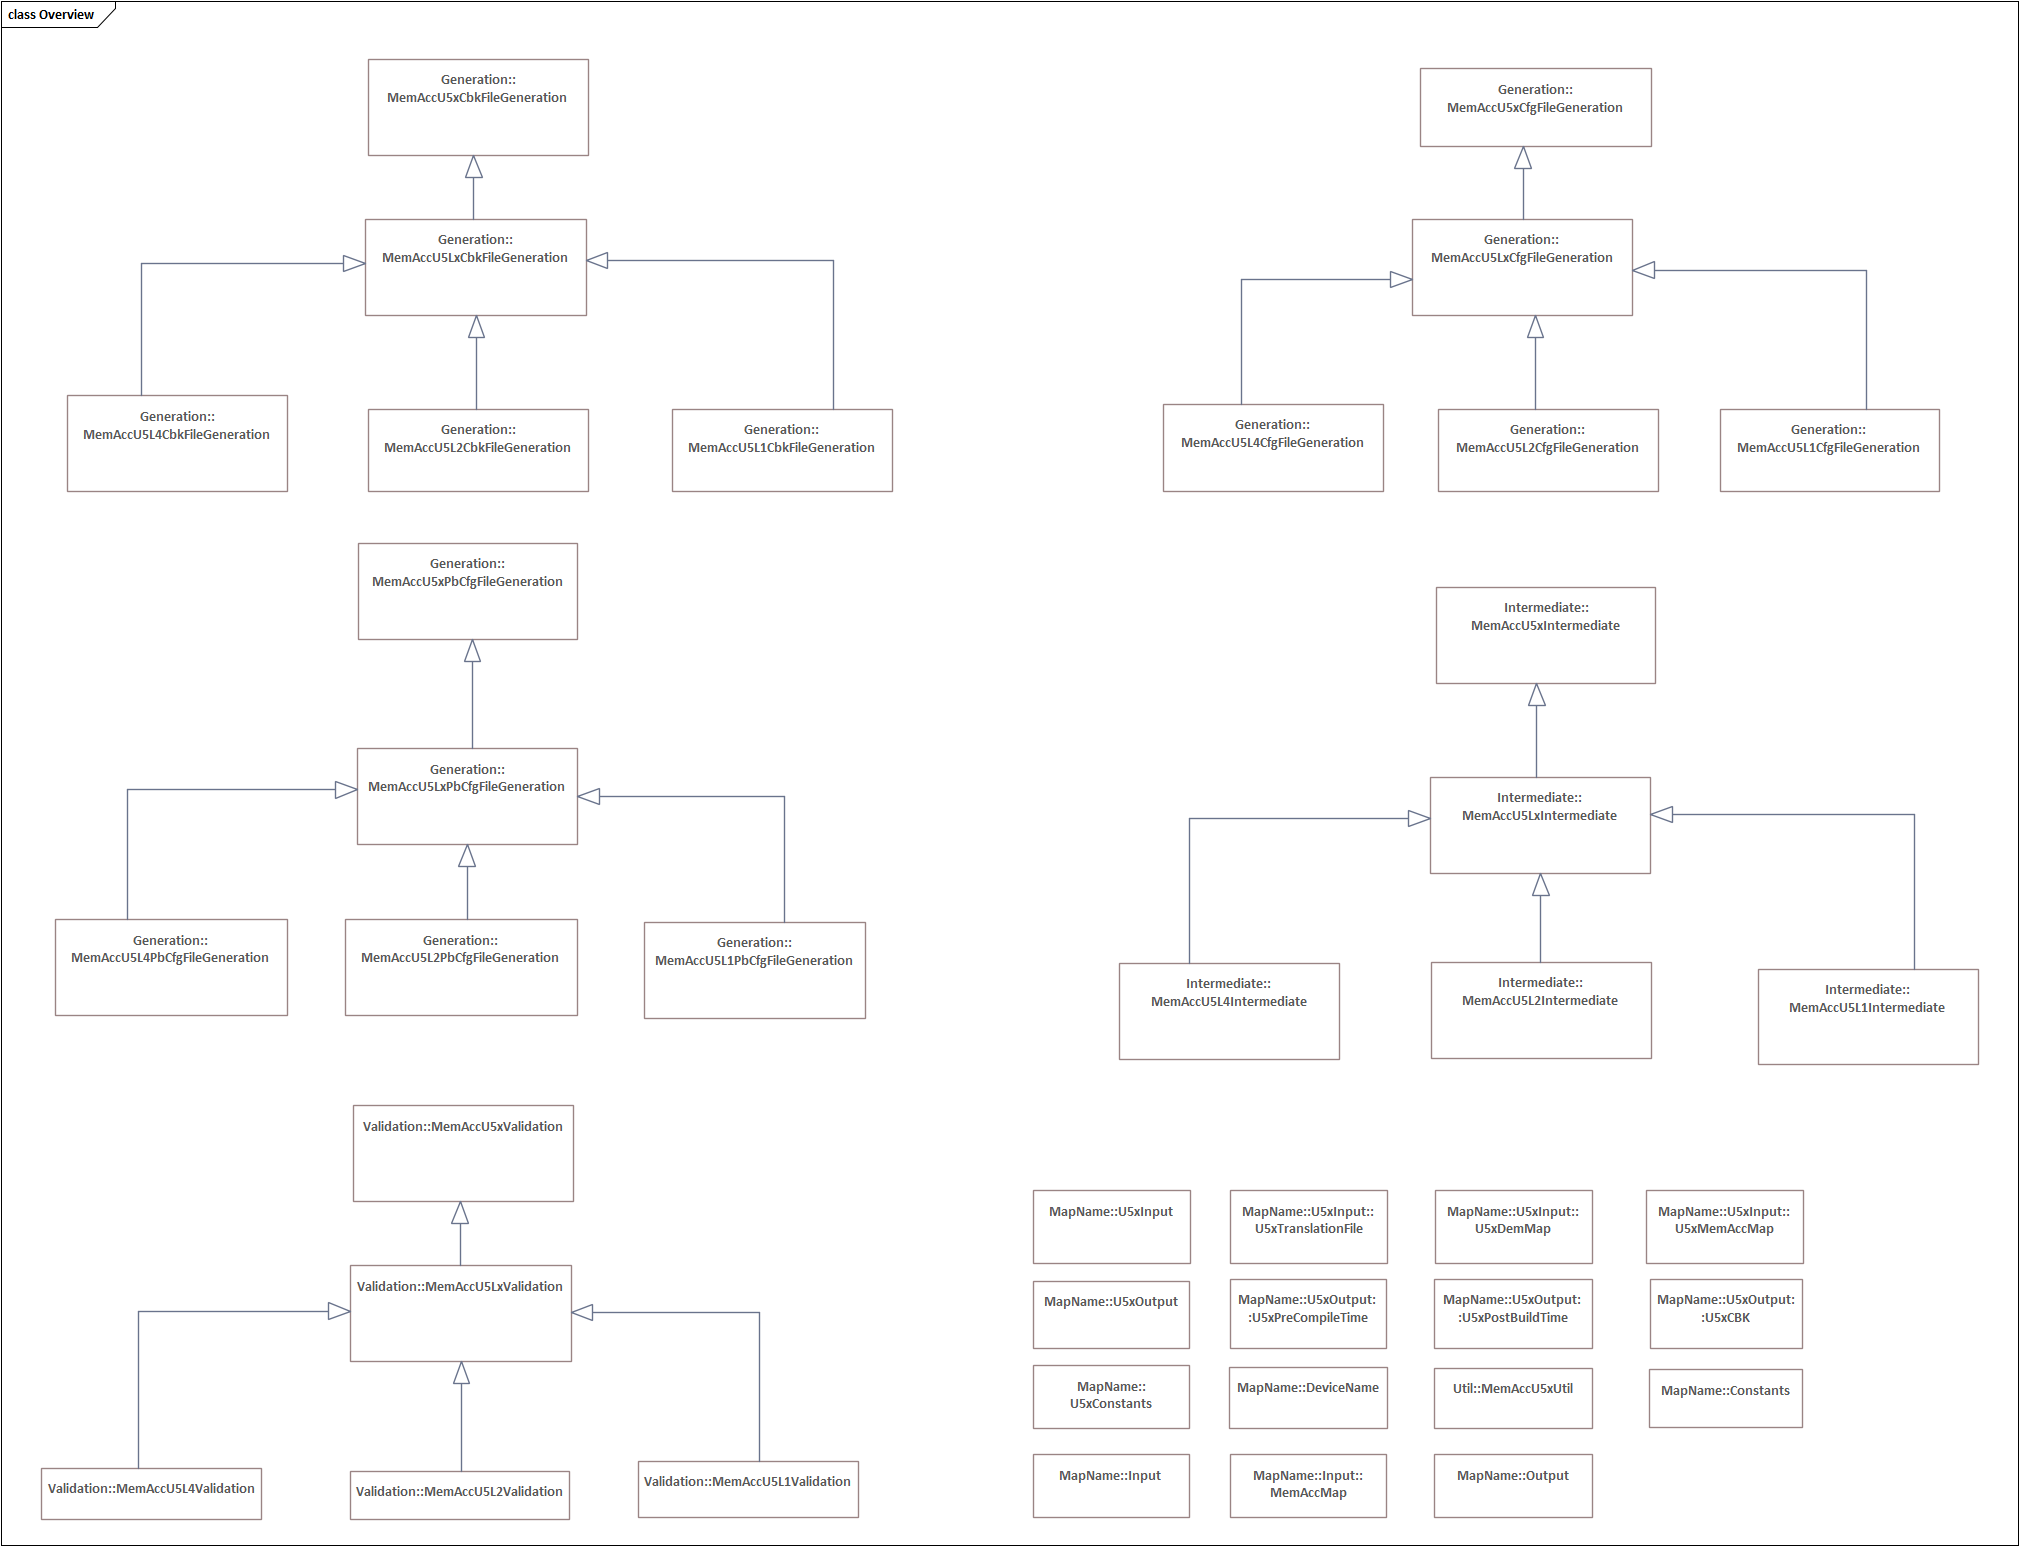 class Overview
Generation::
MemAccU5xCbkFileGeneration
Generation::
MemAccU5xCfgFileGeneration
Generation::
MemAccU5LxCbkFileGeneration
Generation::
MemAccU5LxCfgFileGeneration
Generation::
MemAccU5L4CbkFileGeneration
Generation::
MemAccU5L2CbkFileGeneration
Generation::
MemAccU5L1CbkFileGeneration
Generation::
MemAccU5L4CfgFileGeneration
Generation::
MemAccU5L2CfgFileGeneration
Generation::
MemAccU5L1CfgFileGeneration
Generation::
MemAccU5xPbCfgFileGeneration
Intermediate::
MemAccU5xIntermediate
Generation::
MemAccU5LxPbCfgFileGeneration
Intermediate::
MemAccU5LxIntermediate
Generation::
MemAccU5L4PbCfgFileGeneration
Generation::
MemAccU5L2PbCfgFileGeneration
Generation::
MemAccU5L1PbCfgFileGeneration
Intermediate::
MemAccU5L4Intermediate
Intermediate::
MemAccU5L2Intermediate
Intermediate::
MemAccU5L1Intermediate
Validation::MemAccU5xValidation
Validation::MemAccU5LxValidation
Validation::MemAccU5L4Validation
Validation::MemAccU5L2Validation
Validation::MemAccU5L1Validation
MapName::U5xInput
MapName::U5xInput::
U5xTranslationFile
MapName::U5xInput::
U5xDemMap
MapName::U5xInput::
U5xMemAccMap
MapName::U5xOutput
MapName::U5xOutput:
:U5xPreCompileTime
MapName::U5xOutput:
:U5xPostBuildTime
MapName::U5xOutput:
:U5xCBK
MapName::
U5xConstants
MapName::DeviceName
Util::MemAccU5xUtil
MapName::Constants
MapName::Input
MapName::Input::
MemAccMap
MapName::Output